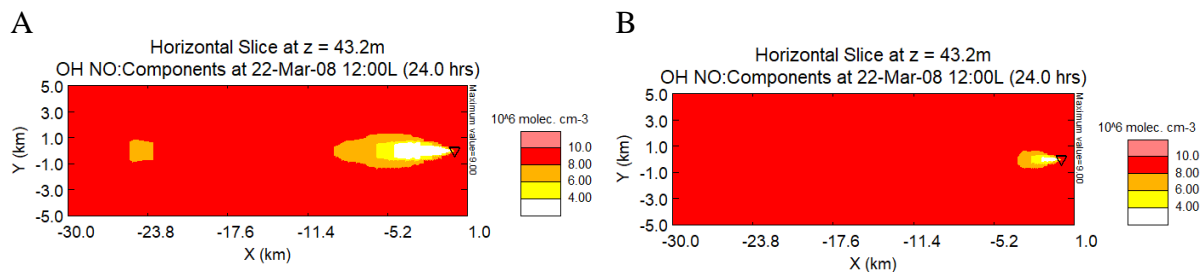 A
Horizontal Slice at z = 43.2m
OH NO:Components at 22-Mar-08 12:00L (24.0 hrs)
5.0
3.0
1.0
-1.0
-3.0
-5.0
Y (km)
-30.0 -23.8 -17.6 -11.4 -5.2 1.0
X (km)
Maximum value=9.00
10^6 molec. cm-3
10.0
8.00
6.00
4.00
B
Horizontal Slice at z = 43.2m
OH NO:Components at 22-Mar-08 12:00L (24.0 hrs)
5.0
3.0
1.0
-1.0
-3.0
-5.0
Y (km)
-30.0 -23.8 -17.6 -11.4 -5.2 1.0
X (km)
Maximum value=9.00
10^6 molec. cm-3
10.0
8.00
6.00
4.00